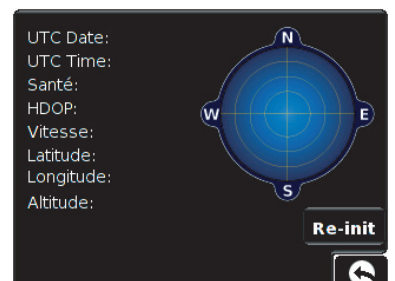 UTC Date:
UTC Time:
Santé:
HDOP:
Vitesse:
Latitude:
Longitude:
Altitude:
N
W
E
S
Re-init